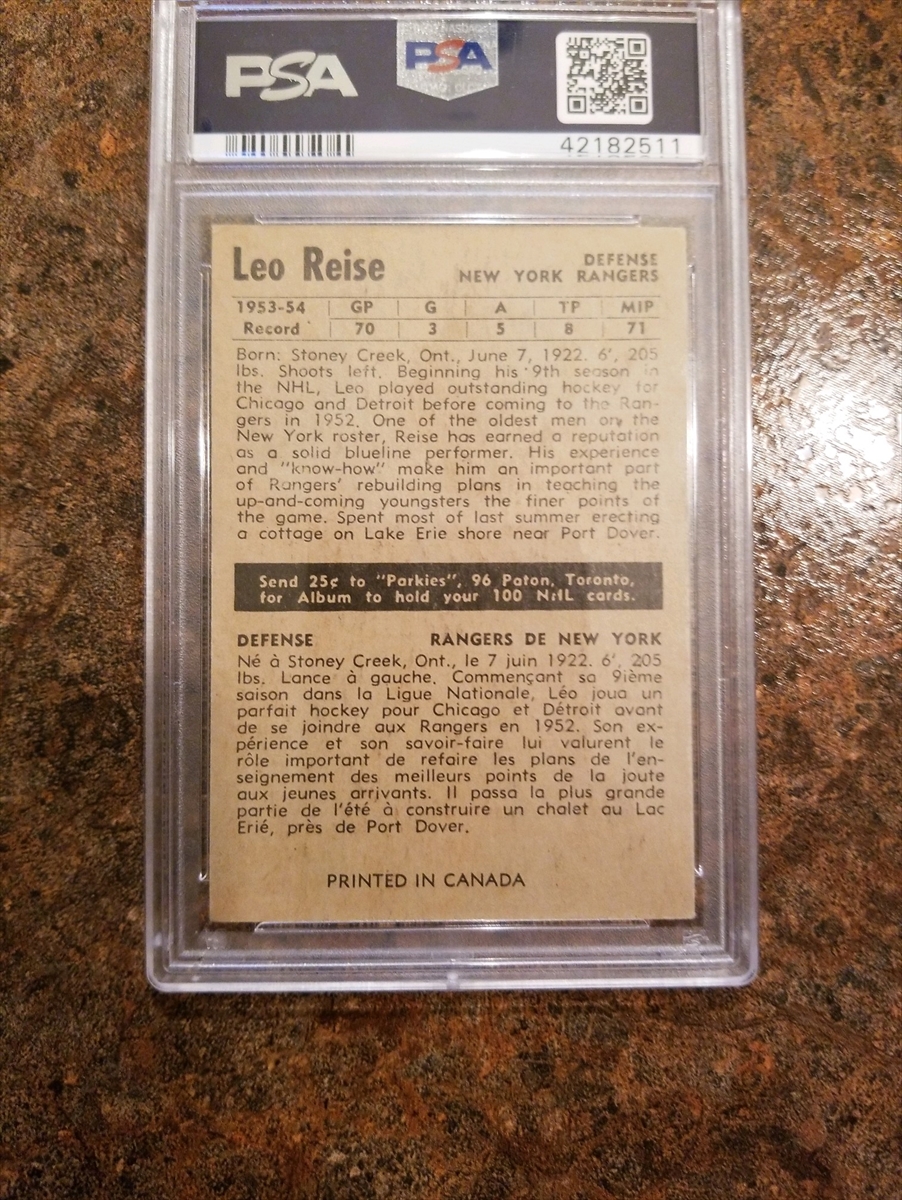 PSA PSA
42182511
Leo Reise
DEFENSE
NEW YORK RANGERS
1953-54 GP G A TP MIP
Record 70 3 5 8 71
Born: Stoney Creek, Ont., June 7, 1922. 6', 205
lbs. Shoots left. Beginning his 9th season in
the NHL, Leo played outstanding hockey for
Chicago and Detroit before coming to the Ran-
gers in 1952. One of the oldest men on the
New York roster, Reise has earned a reputation
as a solid blueline performer. His experience
and "know-how" make him an important part
of Rangers' rebuilding plans in teaching the
up-and-coming youngsters the finer points of
the game. Spent most of last summer erecting
a cottage on Lake Erie shore near Port Dover.
Send 25¢ to "Parkies", 96 Paton, Toronto,
for Album to hold your 100 NHL cards.
DEFENSE RANGERS DE NEW YORK
Né à Stoney Creek, Ont., le 7 juin 1922. 6', 205
lbs. Lance à gauche. Commençant sa 9ième
saison dans la Ligue Nationale, Léo joua un
parfait hockey pour Chicago et Détroit avant
de se joindre aux Rangers en 1952. Son ex-
périence et son savoir-faire lui valurent le
rôle important de refaire les plans de l'en-
seignement des meilleurs points de la joute
aux jeunes arrivants. Il passa la plus grande
partie de l'été à construire un chalet au Lac
Erié, près de Port Dover.
PRINTED IN CANADA